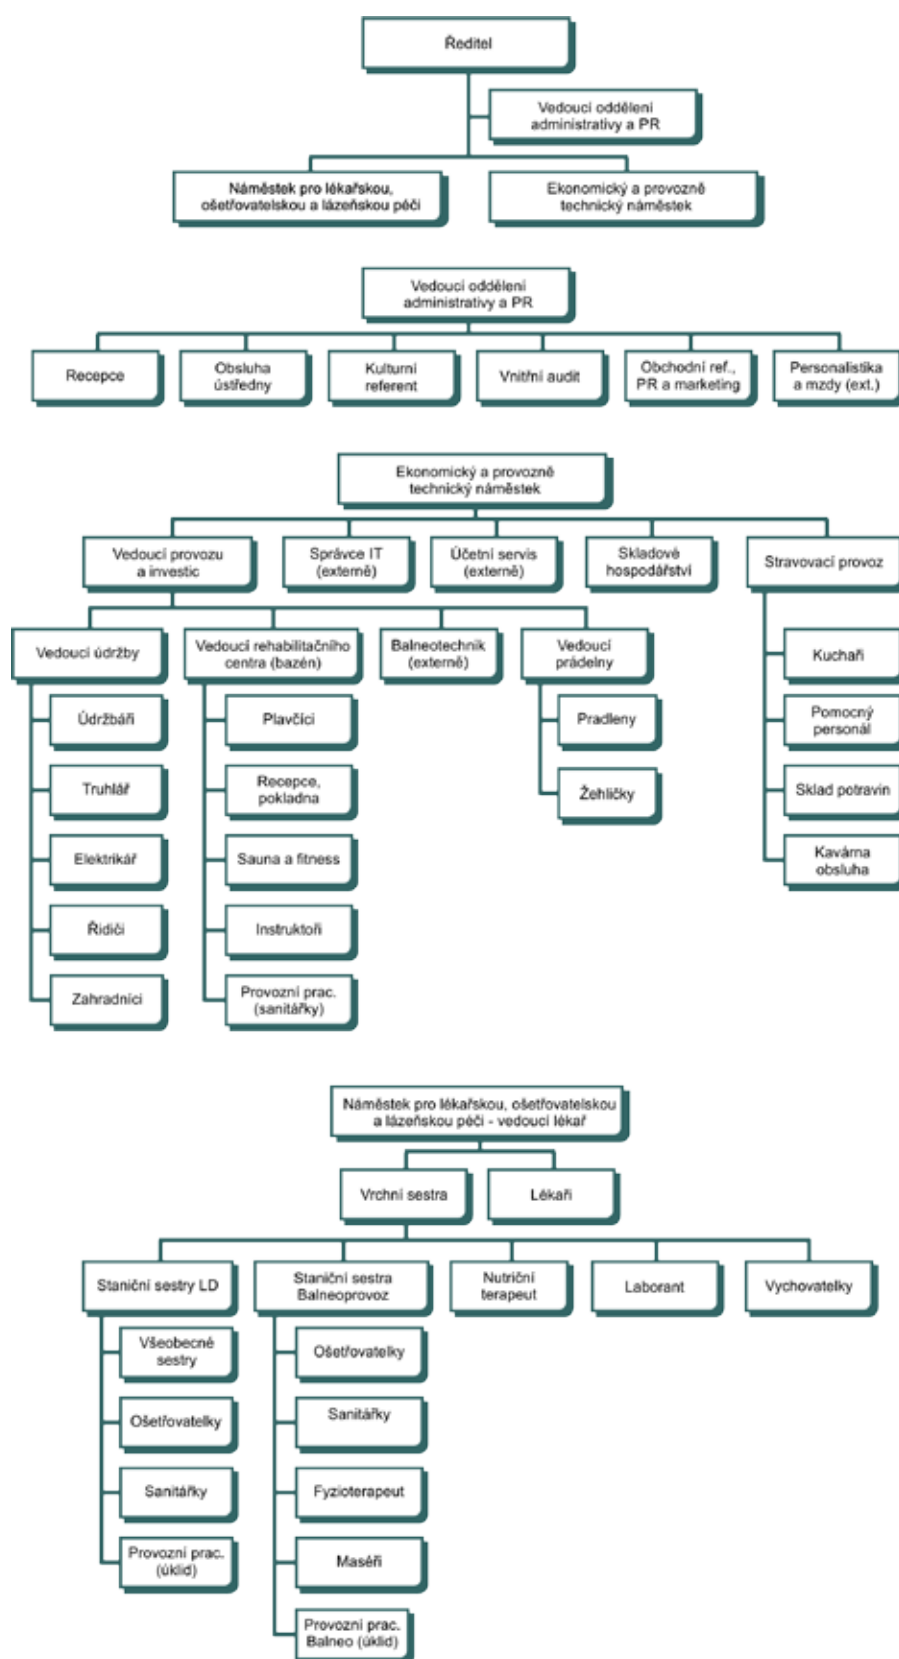 Ředitel
Vedoucí oddělení
administrativy a PR
Náměstek pro lékařskou,
ošetřovatelskou a lázeňskou péči
Ekonomický a provozně
technický náměstek
Vedoucí oddělení
administrativy a PR
Recepce
Obsluha
ústředny
Kulturní
referent
Vnitřní audit
Obchodní ref.,
PR a marketing
Personalistika
a mzdy (ext.)
Ekonomický a provozně
technický náměstek
Vedoucí provozu
a investic
Správce IT
(externě)
Účetní servis
(externě)
Skladové
hospodářství
Stravovací provoz
Vedoucí údržby
Vedoucí rehabilitačního
centra (bazén)
Balneotechnik
(externě)
Vedoucí
prádelny
Kuchaři
Pomocný
personál
Sklad potravin
Kavárna
obsluha
Údržbáři
Truhlář
Elektrikář
Řidiči
Zahradníci
Plavčíci
Recepce,
pokladna
Sauna a fitness
Instruktoři
Provozní prac.
(sanitářky)
Pradleny
Žehličky
Náměstek pro lékařskou, ošetřovatelskou
a lázeňskou péči - vedoucí lékař
Vrchní sestra
Lékaři
Staniční sestry LD
Staniční sestra
Balneoprovoz
Nutriční
terapeut
Laborant
Vychovatelky
Všeobecné
sestry
Ošetřovatelky
Sanitářky
Provozní prac.
(úklid)
Ošetřovatelky
Sanitářky
Fyzioterapeut
Maséři
Provozní prac.
Balneo (úklid)